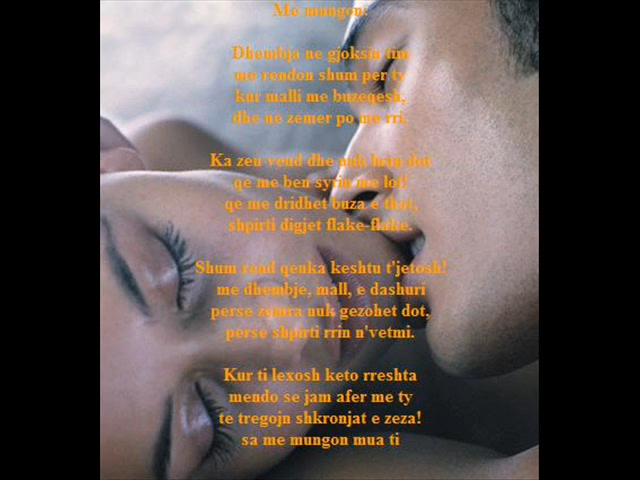 Me mungon!
Dhembja ne gjoksin tim
me rendon shum per ty
kur malli me buzeqesh,
dhe ne zemer po me rri.
Ka zeu vend dhe nuk luan dot
qe me ben syrin me lot!
qe me dridhet buza e that,
shpirti digjet flake-flake.
Shum rend qenka keshtu t'jetosh!
me dhembje, mall, e dashuri
perse zemra nuk gezohet dot,
perse shpirti rrin n'vetmi.
Kur ti lexosh keto rreshta
mendo se jam afer me ty
te tregojn shkronjat e zeza!
sa me mungon mua ti